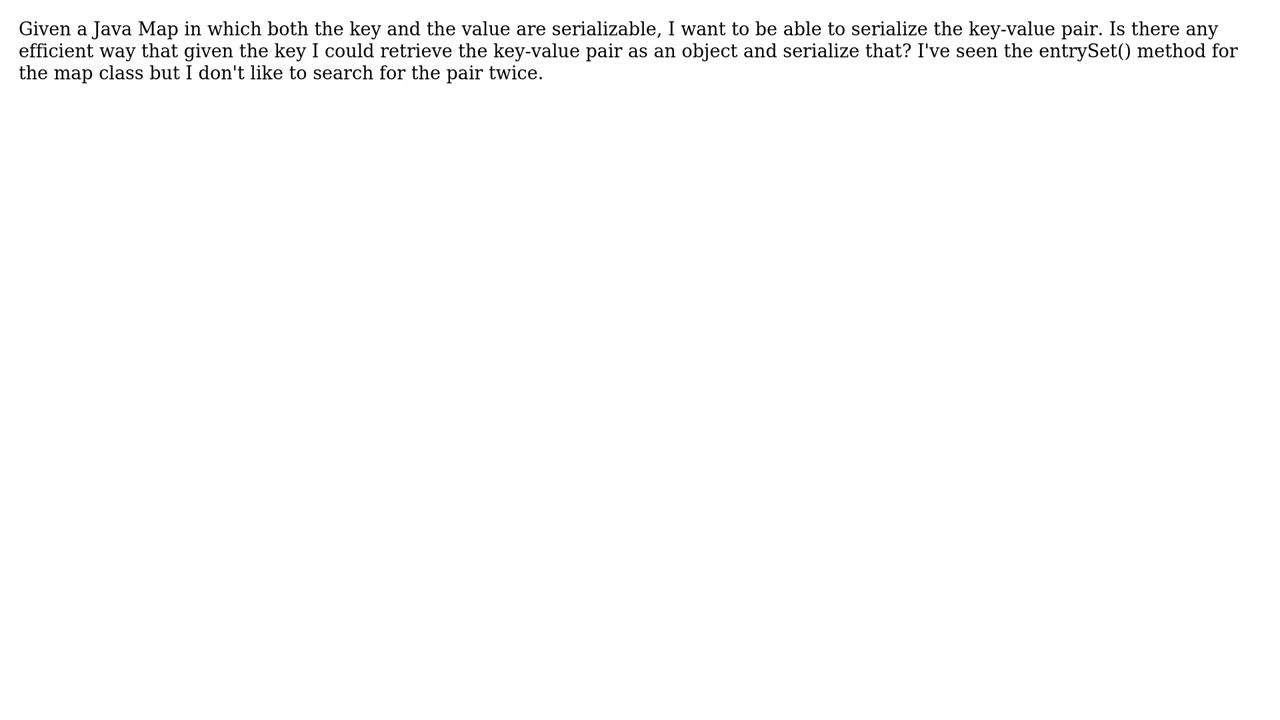 Given a Java Map in which both the key and the value are serializable, I want to be able to serialize the key-value pair. Is there any
efficient way that given the key I could retrieve the key-value pair as an object and serialize that? I've seen the entrySet() method for
the map class but I don't like to search for the pair twice.